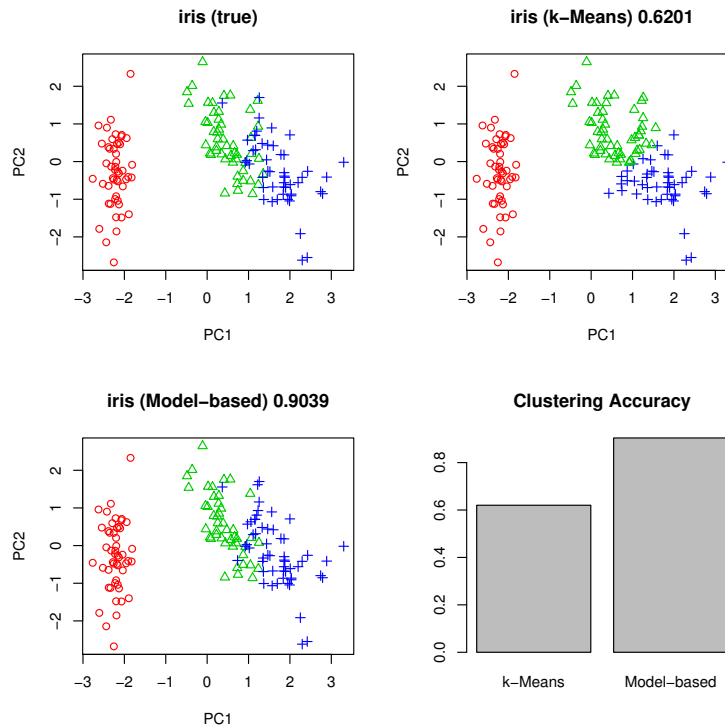 iris (true)
PC2
2
1
0
−1
−2
−3 −2 −1 0 1 2 3
PC1
iris (k−Means) 0.6201
PC2
2
1
0
−1
−2
−3 −2 −1 0 1 2 3
PC1
iris (Model−based) 0.9039
PC2
2
1
0
−1
−2
−3 −2 −1 0 1 2 3
PC1
Clustering Accuracy
0.8
0.6
0.4
0.2
0.0
k−Means Model−based